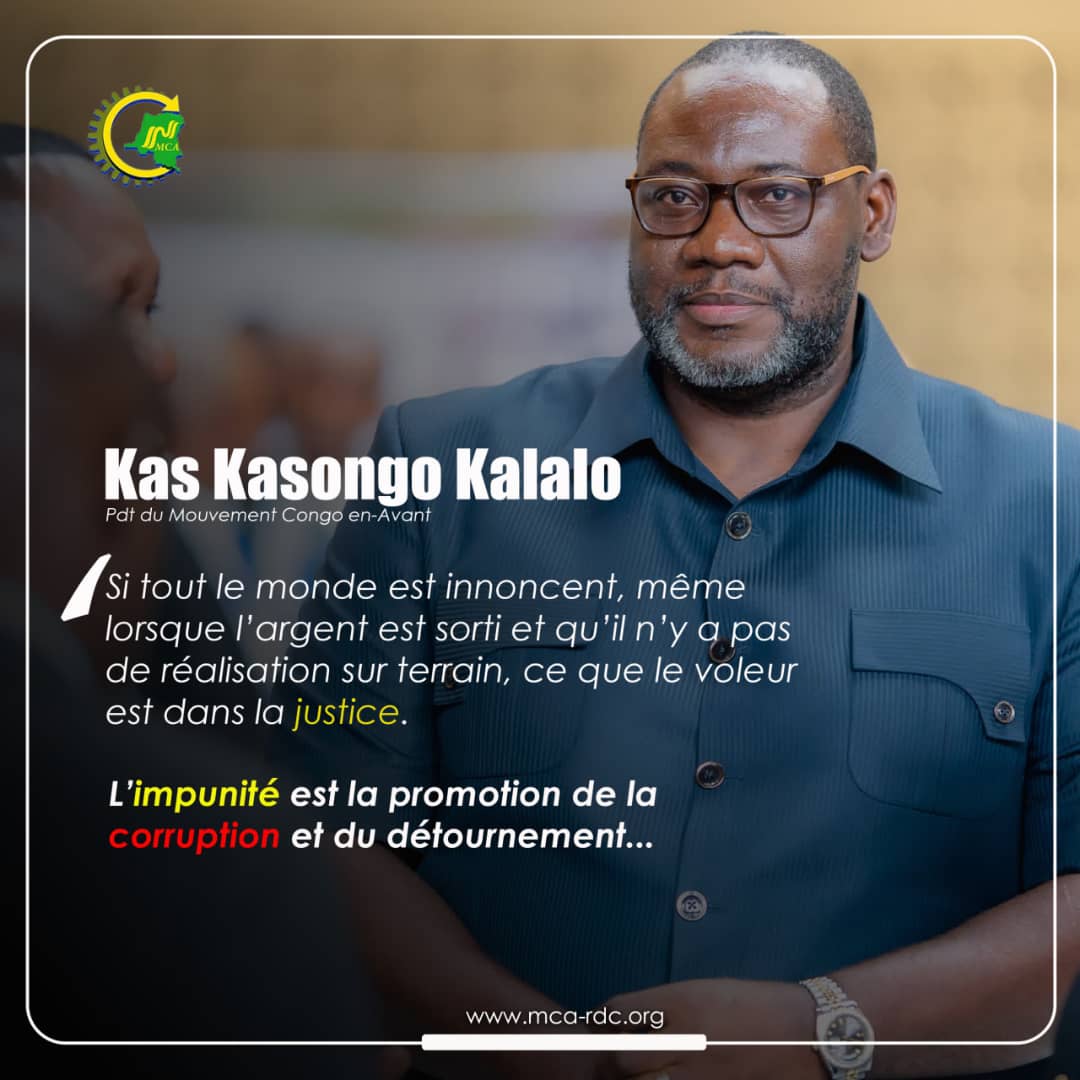 MCA
Kas Kasongo Kalalo
Pdt du Mouvement Congo en-Avant
Si tout le monde est innoncent, même
lorsque l’argent est sorti et qu’il n’y a pas
de réalisation sur terrain, ce que le voleur
est dans la justice.
L’impunité est la promotion de la
corruption et du détournement...
www.mca-rdc.org